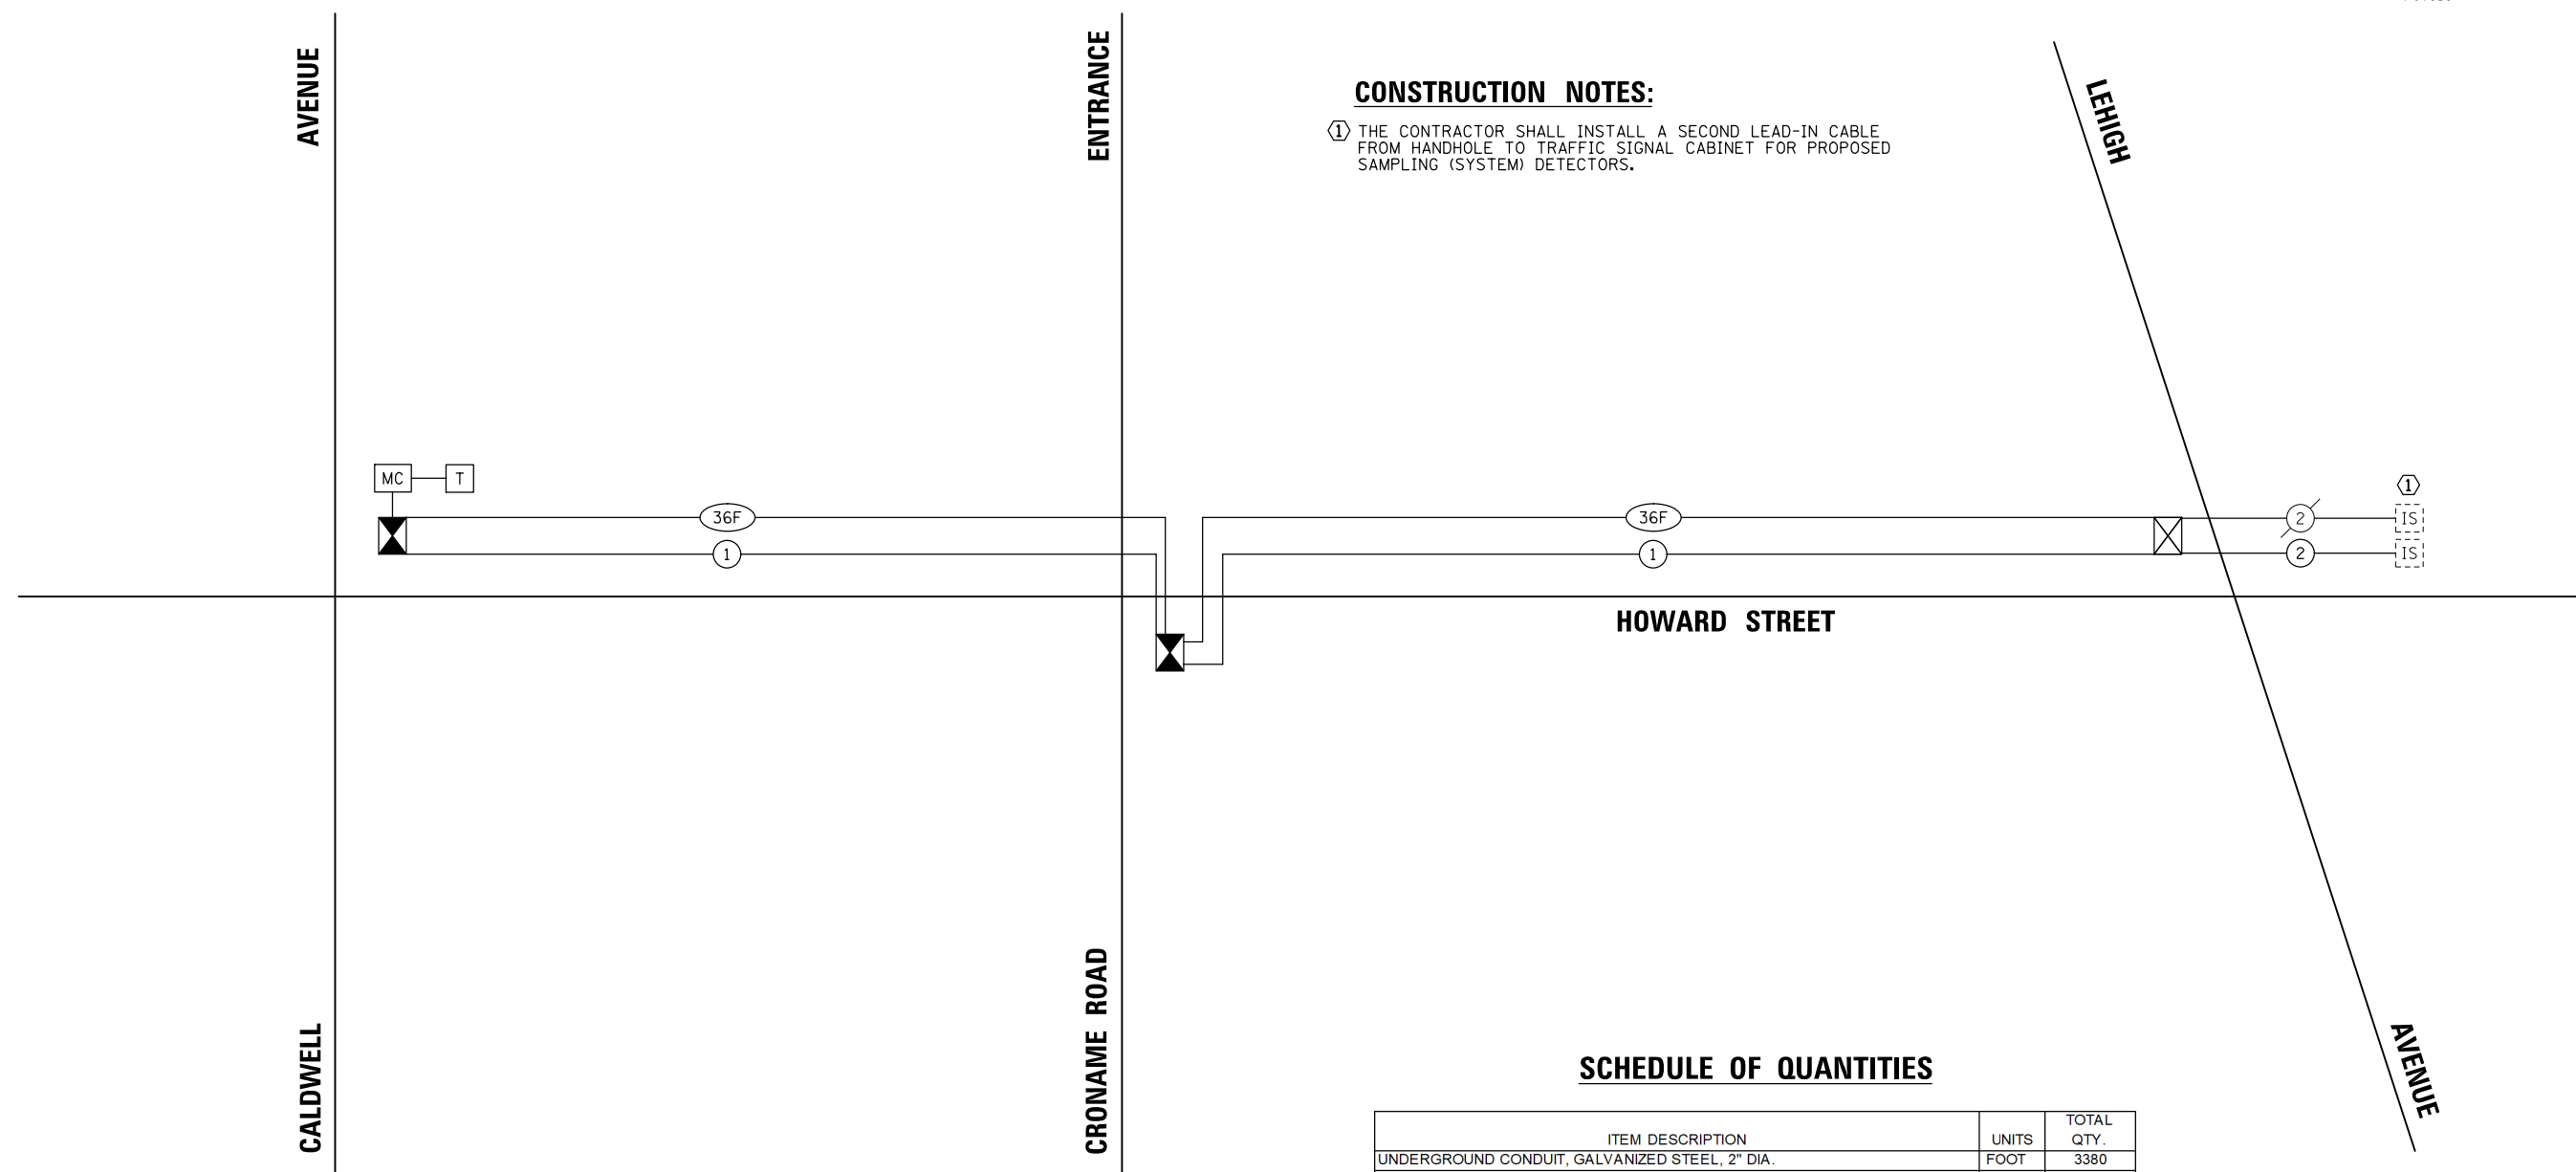 AVENUE
ENTRANCE
LEHIGH
CONSTRUCTION NOTES:
1 THE CONTRACTOR SHALL INSTALL A SECOND LEAD-IN CABLE
FROM HANDHOLE TO TRAFFIC SIGNAL CABINET FOR PROPOSED
SAMPLING (SYSTEM) DETECTORS.
MC T
1
36F 36F 2 IS
1 1 2 IS
HOWARD STREET
CALDWELL
CRONAME ROAD
AVENUE
SCHEDULE OF QUANTITIES
TOTAL
ITEM DESCRIPTION UNITS QTY.
UNDERGROUND CONDUIT, GALVANIZED STEEL, 2" DIA. FOOT 3380